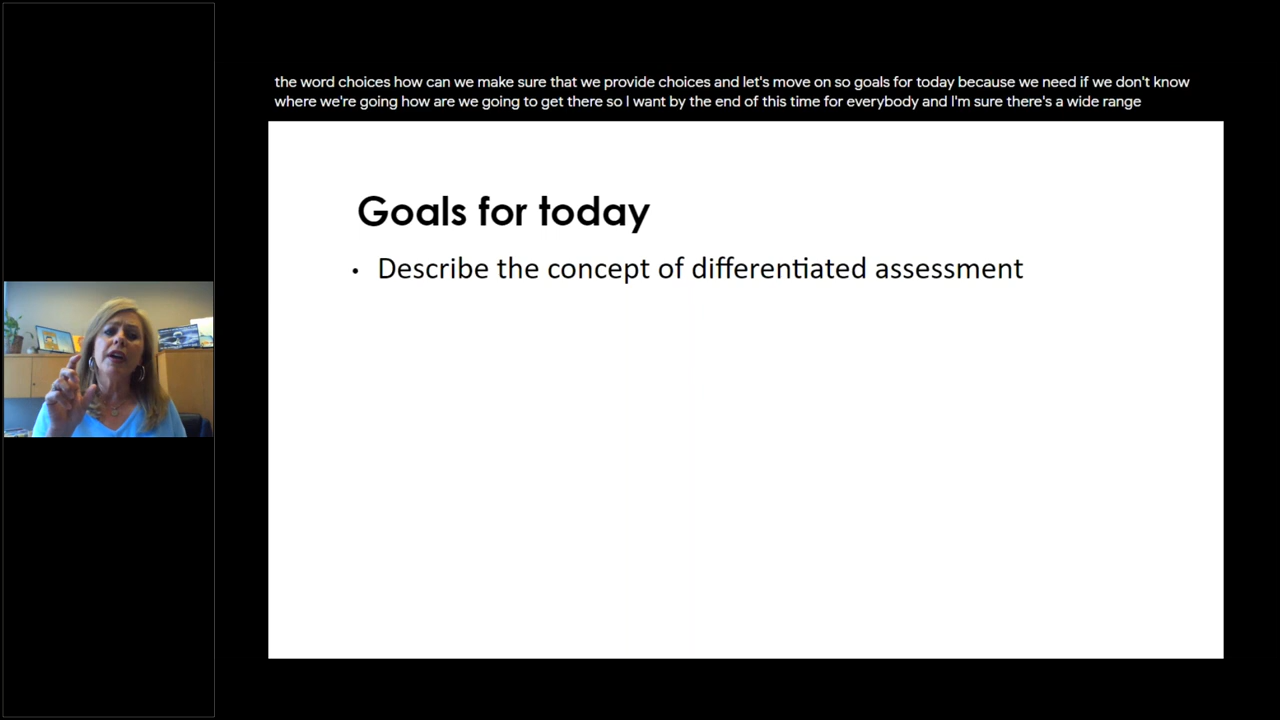 the word choices how can we make sure that we provide choices and let's move on so goals for today because we need if we don't know
where we're going how are we going to get there so I want by the end of this time for everybody and I'm sure there's a wide range
Goals for today
• Describe the concept of differentiated assessment